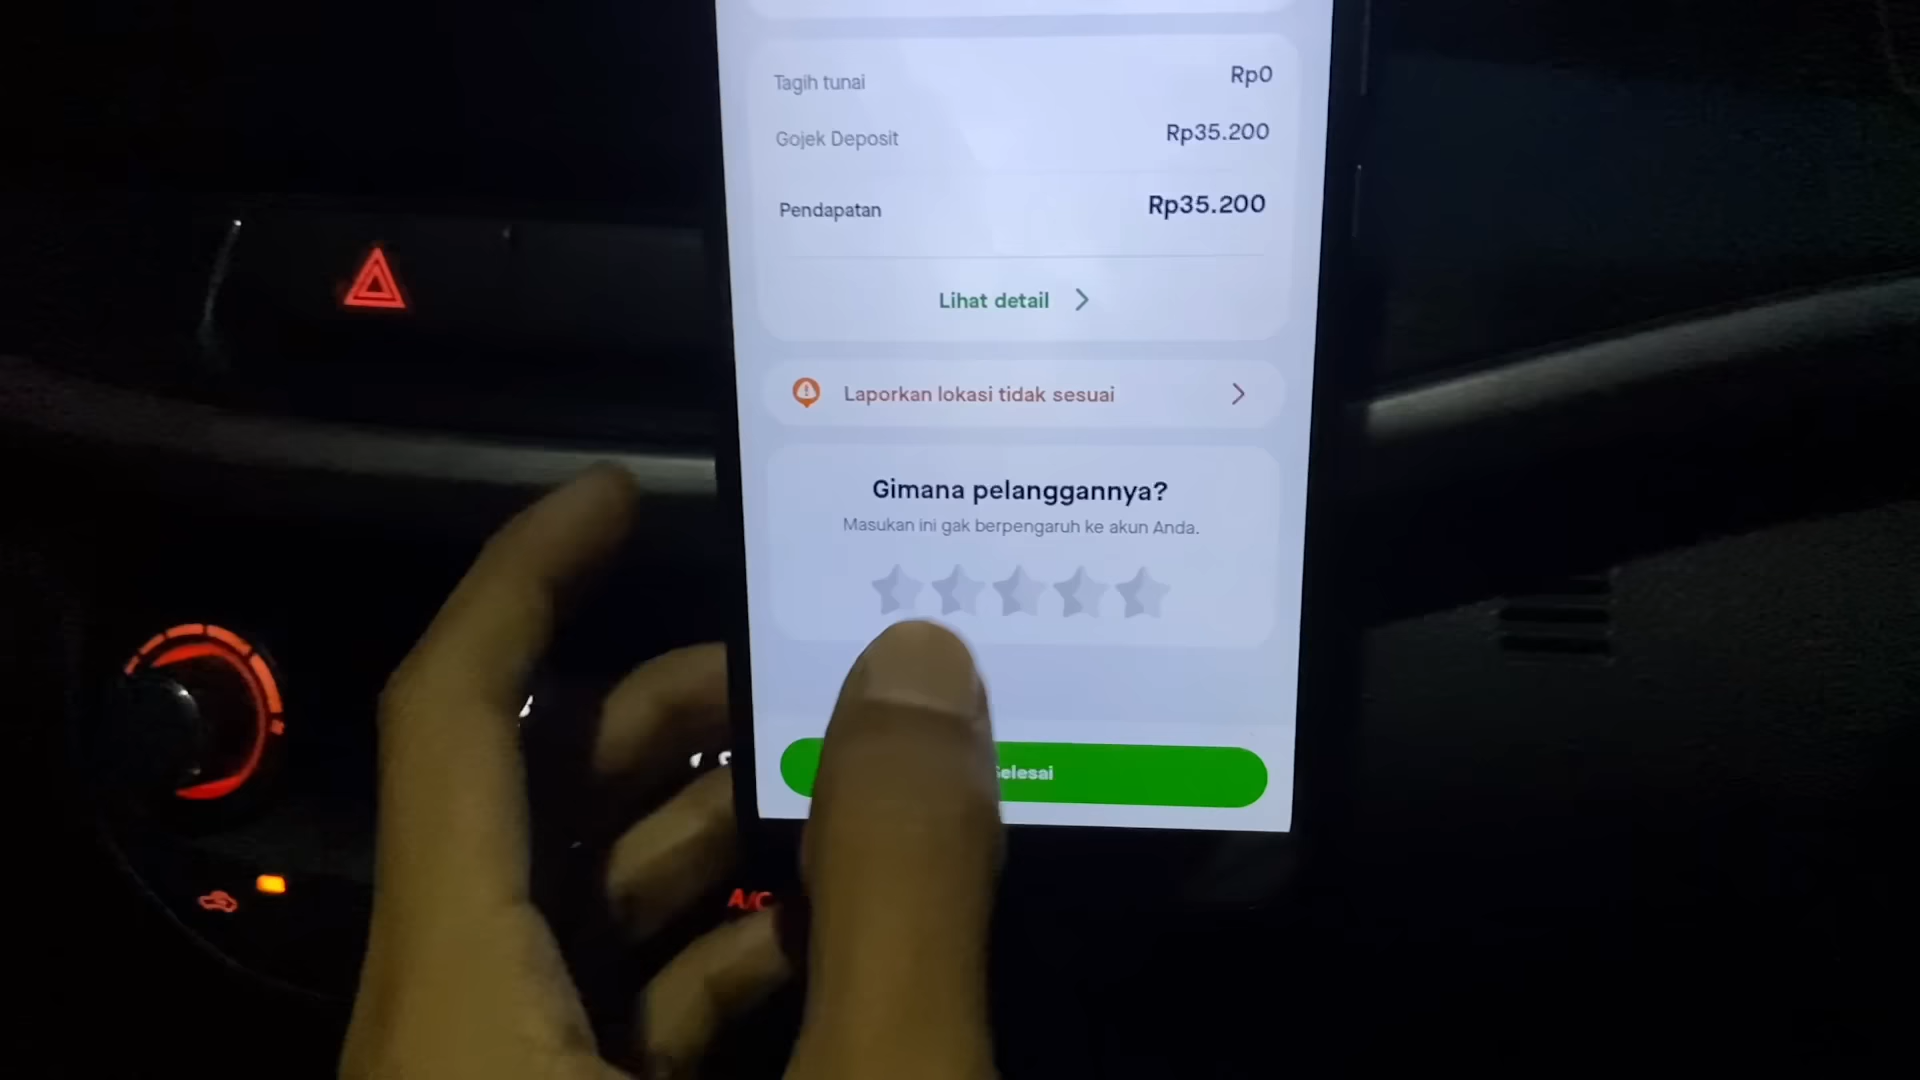 Tagih tunai Rp0
Gojek Deposit Rp35.200
Pendapatan Rp35.200
Lihat detail
Laporkan lokasi tidak sesuai
Gimana pelanggannya?
Masukan ini gak berpengaruh ke akun Anda.
Selesai
A/C